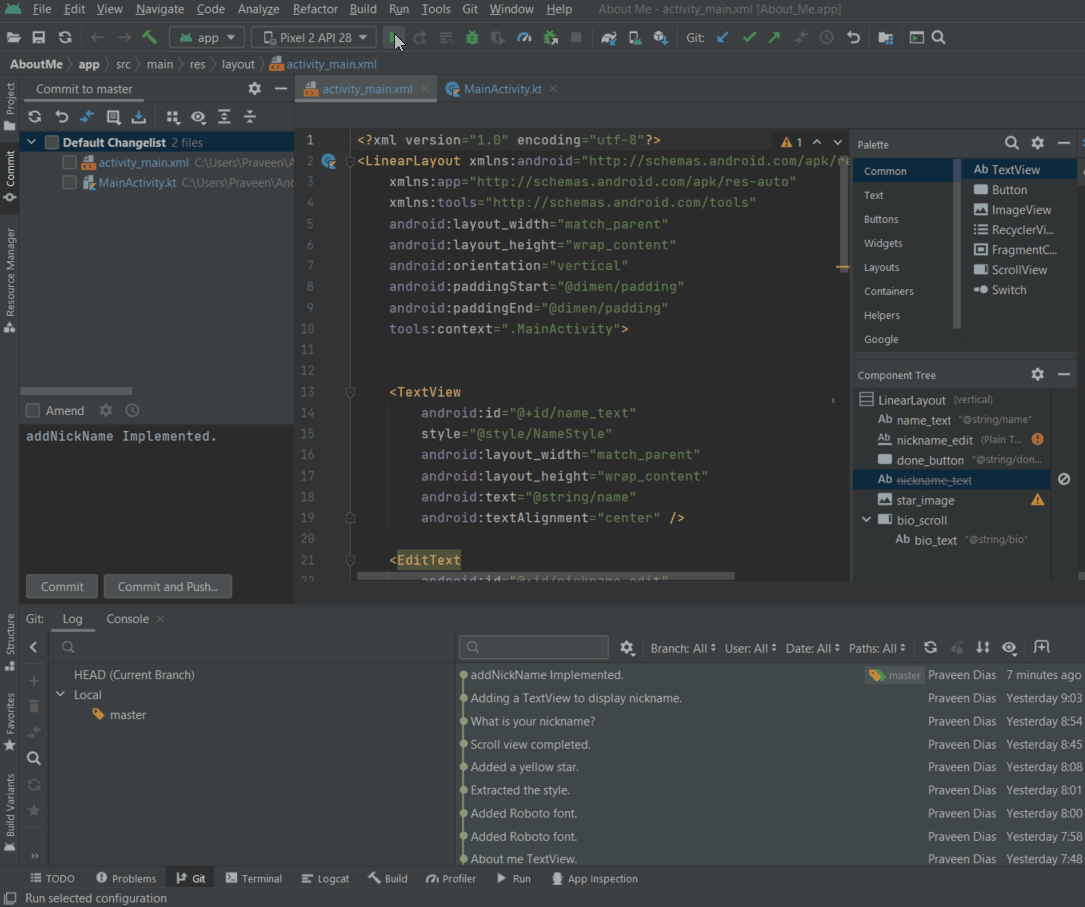 File Edit View Navigate Code Analyze Refactor Build Run Tools Git Window Help About Me - activity_main.xml [About_Me.app]
app Pixel 2 API 28 Git:
AboutMe app src main res layout activity_main.xml
Commit to master
activity_main.xml MainActivity.kt
Project
Commit
Resource Manager
Structure
Favorites
Build Variants
Default Changelist 2 files
activity_main.xml C:\Users\Praveen\A
MainActivity.kt C:\Users\Praveen\Anc
Amend
addNickName Implemented.
Commit Commit and Push...
1 <?xml version="1.0" encoding="utf-8"?> 1
2 <LinearLayout xmlns:android="http://schemas.android.com/apk/re
3 xmlns:app="http://schemas.android.com/apk/res-auto"
4 xmlns:tools="http://schemas.android.com/tools"
5 android:layout_width="match_parent"
6 android:layout_height="wrap_content"
7 android:orientation="vertical"
8 android:paddingStart="@dimen/padding"
9 android:paddingEnd="@dimen/padding"
10 tools:context=".MainActivity">
11
12
13 <TextView
14 android:id="@+id/name_text"
15 style="@style/NameStyle"
16 android:layout_width="match_parent"
17 android:layout_height="wrap_content"
18 android:text="@string/name"
19 android:textAlignment="center" />
20
21 <EditText
22 android:id="@+id/nickname_edit"
Palette
Common
Text
Buttons
Widgets
Layouts
Containers
Helpers
Google
Ab TextView
Button
ImageView
RecyclerVi...
FragmentC...
ScrollView
Switch
Component Tree
LinearLayout (vertical)
Ab name_text "@string/name"
Ab nickname_edit (Plain T...
done_button "@string/don...
Ab nickname_text
star_image
bio_scroll
Ab bio_text "@string/bio"
Git: Log Console
Branch: All User: All Date: All Paths: All
HEAD (Current Branch)
Local
master
addNickName Implemented. master Praveen Dias 7 minutes ago
Adding a TextView to display nickname. Praveen Dias Yesterday 9:03
What is your nickname? Praveen Dias Yesterday 8:54
Scroll view completed. Praveen Dias Yesterday 8:45
Added a yellow star. Praveen Dias Yesterday 8:08
Extracted the style. Praveen Dias Yesterday 8:01
Added Roboto font. Praveen Dias Yesterday 8:00
Added Roboto font. Praveen Dias Yesterday 7:58
About me TextView. Praveen Dias Yesterday 7:48
TODO Problems Git Terminal Logcat Build Profiler Run App Inspection
Run selected configuration